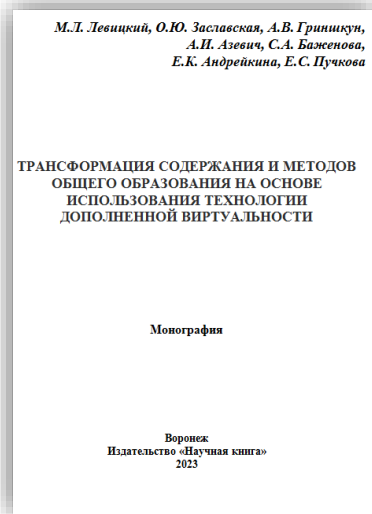 М.Л. Левицкий, О.Ю. Заславская, А.В. Гриншкун,
А.И. Азевич, С.А. Баженова,
Е.К. Андрейкина, Е.С. Пучкова
ТРАНСФОРМАЦИЯ СОДЕРЖАНИЯ И МЕТОДОВ
ОБЩЕГО ОБРАЗОВАНИЯ НА ОСНОВЕ
ИСПОЛЬЗОВАНИЯ ТЕХНОЛОГИИ
ДОПОЛНЕННОЙ ВИРТУАЛЬНОСТИ
Монография
Воронеж
Издательство «Научная книга»
2023